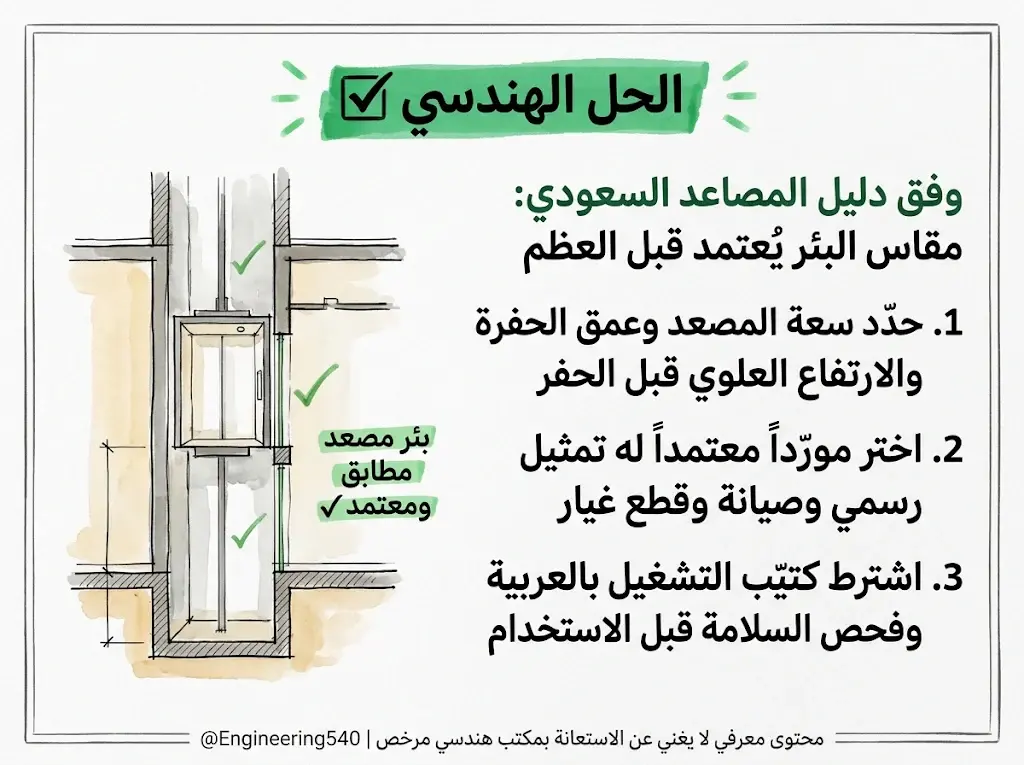 الحل الهندسي ☑
وفق دليل المصاعد السعودي:
مقاس البئر يُعتمد قبل العظم
1. حدّد سعة المصعد وعمق الحفرة
والارتفاع العلوي قبل الحفر
2. اختر مورّداً معتمداً له تمثيل
رسمي وصيانة وقطع غيار
3. اشترط كتيّب التشغيل بالعربية
وفحص السلامة قبل الاستخدام
بئر مصعد
مطابق
ومعتمد ✓
محتوى معرفي لا يغني عن الاستعانة بمكتب هندسي مرخص | @Engineering540